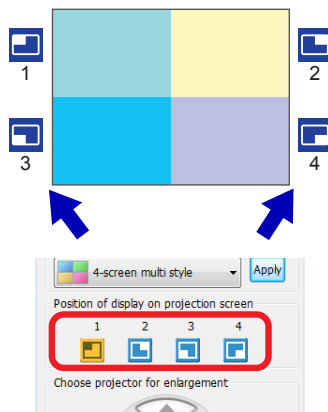 1 2
3 4
4-screen multi style Apply
Position of display on projection screen
1 2 3 4
Choose projector for enlargement